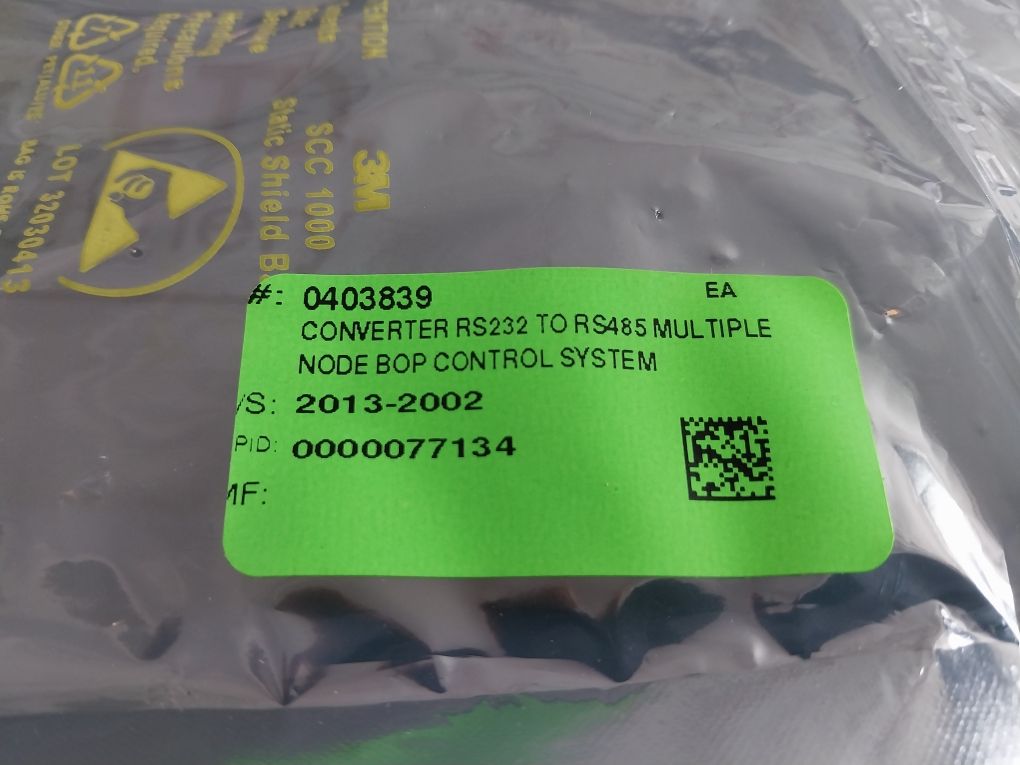 #: 0403839 EA
CONVERTER RS232 TO RS485 MULTIPLE
NODE BOP CONTROL SYSTEM
/S: 2013-2002
PID: 0000077134
MF:
3M
SCC 1000
Static Shield B
LOT 32030413
Required.